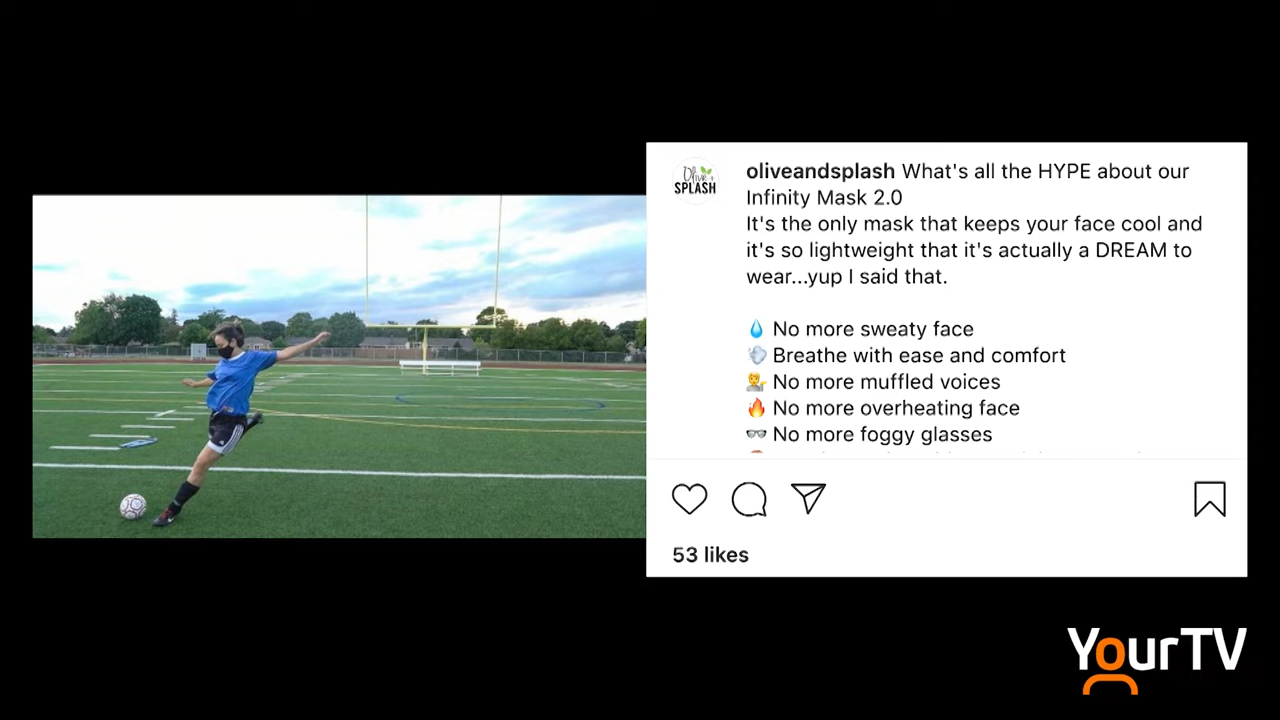 Olive +
SPLASH
oliveandsplash What's all the HYPE about our
Infinity Mask 2.0
It's the only mask that keeps your face cool and
it's so lightweight that it's actually a DREAM to
wear...yup I said that.
💧 No more sweaty face
💨 Breathe with ease and comfort
💁 No more muffled voices
🔥 No more overheating face
👓 No more foggy glasses
53 likes
YourTV